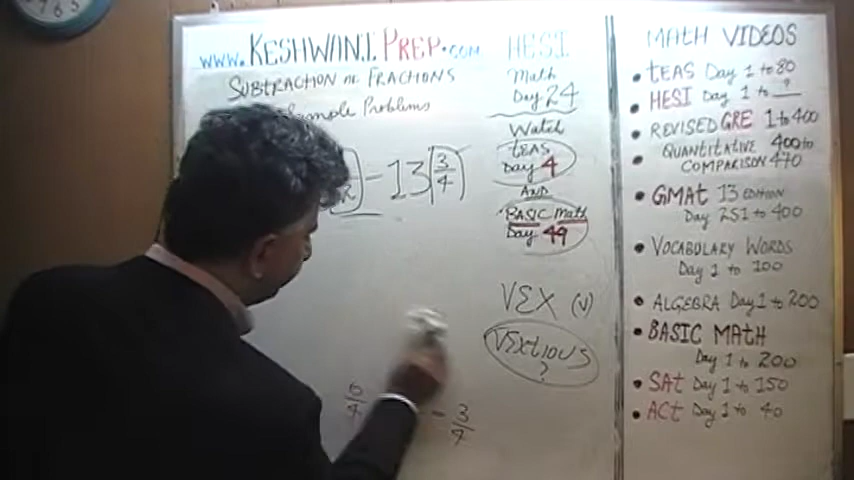 www.KESHWANI PREP.com
SUBTRACTION OF FRACTIONS
Sample Problems
- 13 (3/4)
6/4
- 3/4
HESI
Math
Day 24
Watch
TEAS
Day 4
AND
BASIC Math
Day 49
VEX (V)
VEXTIOUS
?
MATH VIDEOS
• TEAS Day 1 to 80
• HESI Day 1 to ?
• REVISED GRE 1 to 400
• QUANTITATIVE 400 to
COMPARISON 470
• GMAT 13 EDITION
Day 251 to 400
• VOCABULARY WORDS
Day 1 to 100
• ALGEBRA Day 1 to 200
• BASIC MATH
Day 1 to 200
• SAT Day 1 to 150
• ACT Day 1 to 40